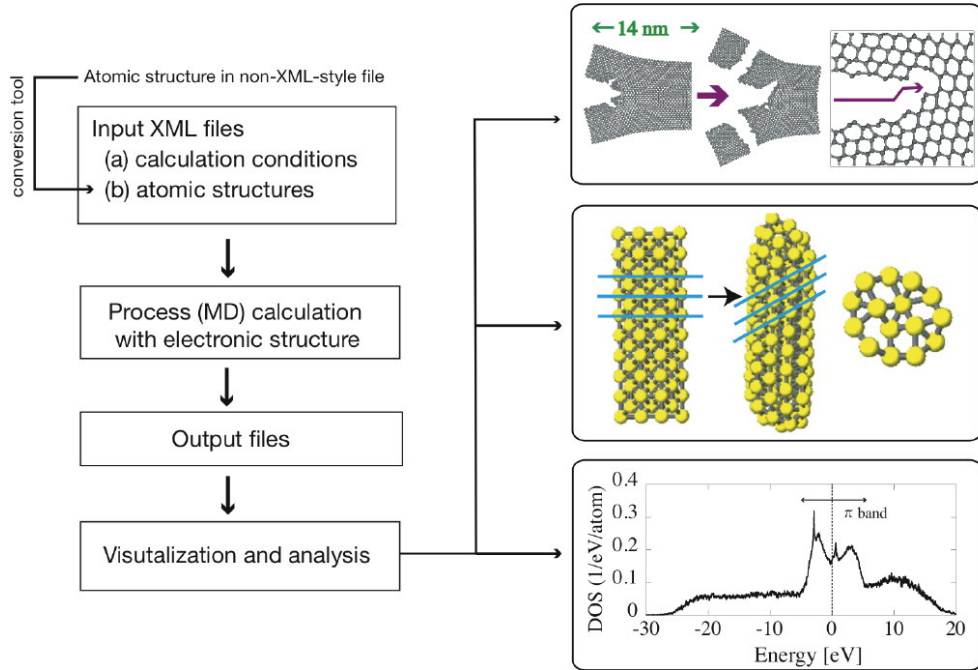 Atomic structure in non-XML-style file
conversion tool
Input XML files
(a) calculation conditions
(b) atomic structures
Process (MD) calculation
with electronic structure
Output files
Visutalization and analysis
14 nm
DOS (1/eV/atom)
0.4
0.3
0.2
0.1
0
π band
-30
-20
-10
0
10
20
Energy [eV]